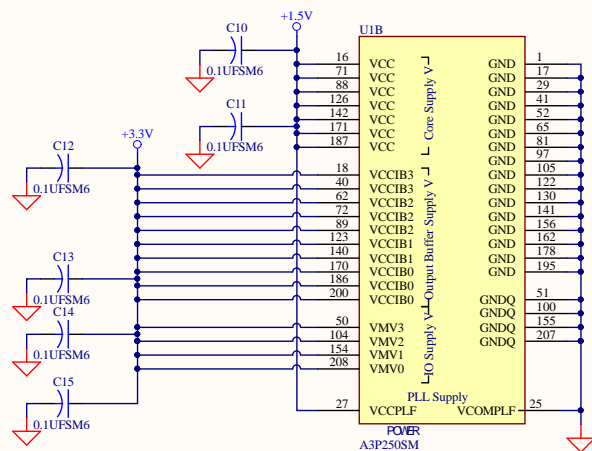 +1.5V
U1B
C10
0.1UFSM6
C11
0.1UFSM6
+3.3V
C12
0.1UFSM6
C13
0.1UFSM6
C14
0.1UFSM6
C15
0.1UFSM6
16 VCC
71 VCC
88 VCC
126 VCC
142 VCC
171 VCC
187 VCC
Core Supply V
18 VCCIB3
40 VCCIB3
62 VCCIB2
72 VCCIB2
89 VCCIB2
123 VCCIB1
140 VCCIB1
170 VCCIB0
186 VCCIB0
200 VCCIB0
Output Buffer Supply V
50 VMV3
104 VMV2
154 VMV1
208 VMV0
IO Supply V
PLL Supply
27 VCCPLF
GND 1
GND 17
GND 29
GND 41
GND 52
GND 65
GND 81
GND 97
GND 105
GND 122
GND 130
GND 141
GND 156
GND 162
GND 178
GND 195
GNDQ 51
GNDQ 100
GNDQ 155
GNDQ 207
VCOMPLF 25
POWER
A3P250SM